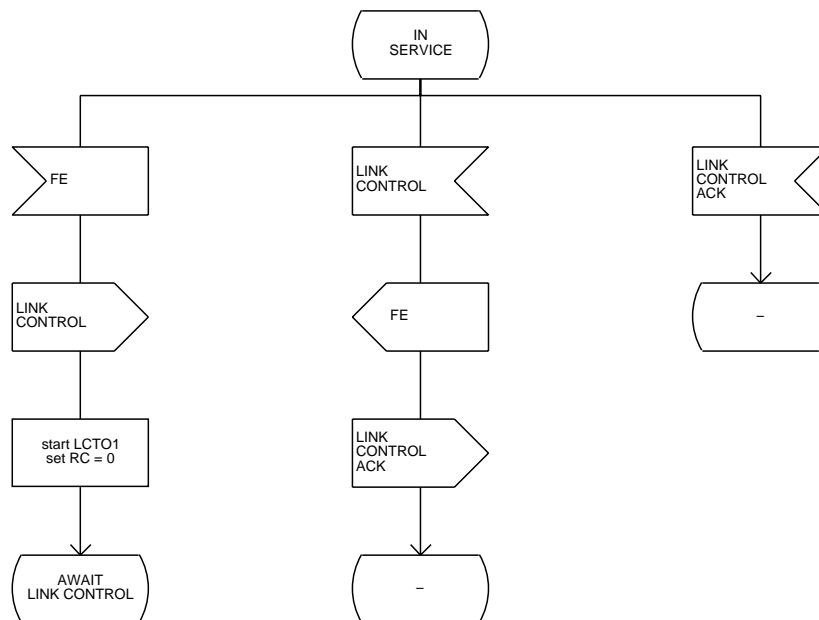 IN
SERVICE
FE
LINK
CONTROL
LINK
CONTROL
ACK
LINK
CONTROL
FE
–
start LCTO1
set RC = 0
LINK
CONTROL
ACK
AWAIT
LINK CONTROL
–